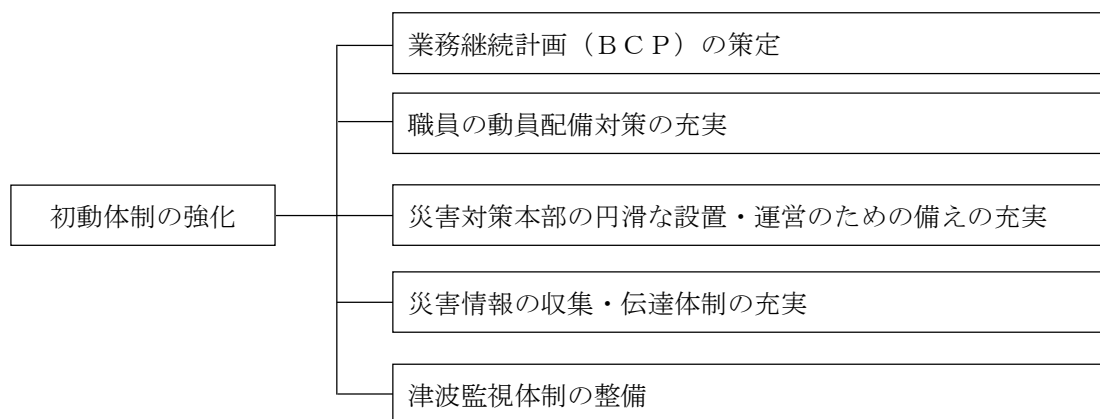 業務継続計画（ＢＣＰ）の策定
職員の動員配備対策の充実
初動体制の強化
災害対策本部の円滑な設置・運営のための備えの充実
災害情報の収集・伝達体制の充実
津波監視体制の整備